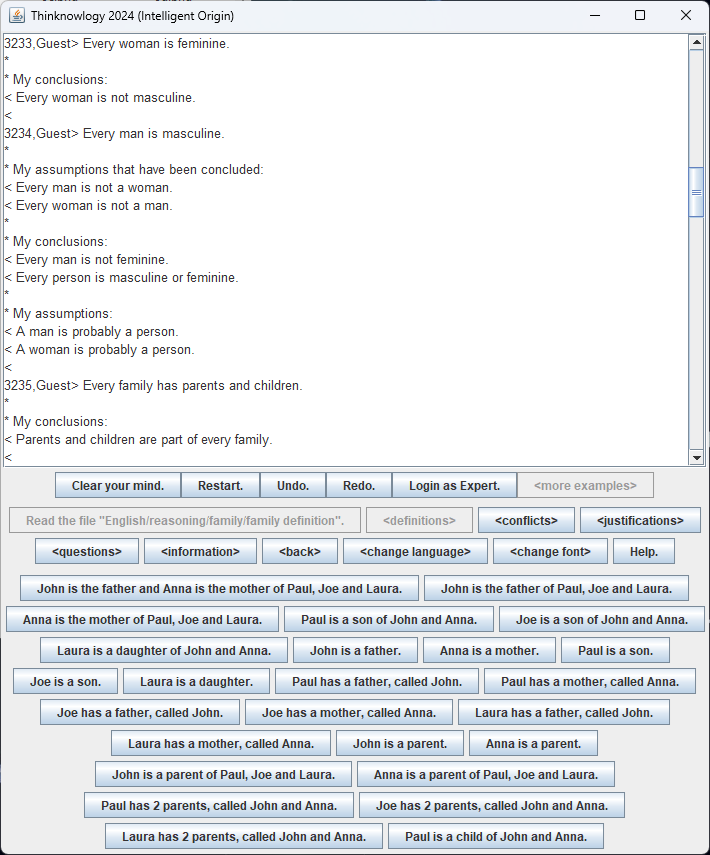 Thinknowlogy 2024 (Intelligent Origin)
3233,Guest> Every woman is feminine.
*
* My conclusions:
< Every woman is not masculine.
<
3234,Guest> Every man is masculine.
*
* My assumptions that have been concluded:
< Every man is not a woman.
< Every woman is not a man.
*
* My conclusions:
< Every man is not feminine.
< Every person is masculine or feminine.
*
* My assumptions:
< A man is probably a person.
< A woman is probably a person.
<
3235,Guest> Every family has parents and children.
*
* My conclusions:
< Parents and children are part of every family.
<
Clear your mind. Restart. Undo. Redo. Login as Expert. <more examples>
Read the file "English/reasoning/family/family definition". <definitions> <conflicts> <justifications>
<questions> <information> <back> <change language> <change font> Help.
John is the father and Anna is the mother of Paul, Joe and Laura. John is the father of Paul, Joe and Laura.
Anna is the mother of Paul, Joe and Laura. Paul is a son of John and Anna. Joe is a son of John and Anna.
Laura is a daughter of John and Anna. John is a father. Anna is a mother. Paul is a son.
Joe is a son. Laura is a daughter. Paul has a father, called John. Paul has a mother, called Anna.
Joe has a father, called John. Joe has a mother, called Anna. Laura has a father, called John.
Laura has a mother, called Anna. John is a parent. Anna is a parent.
John is a parent of Paul, Joe and Laura. Anna is a parent of Paul, Joe and Laura.
Paul has 2 parents, called John and Anna. Joe has 2 parents, called John and Anna.
Laura has 2 parents, called John and Anna. Paul is a child of John and Anna.